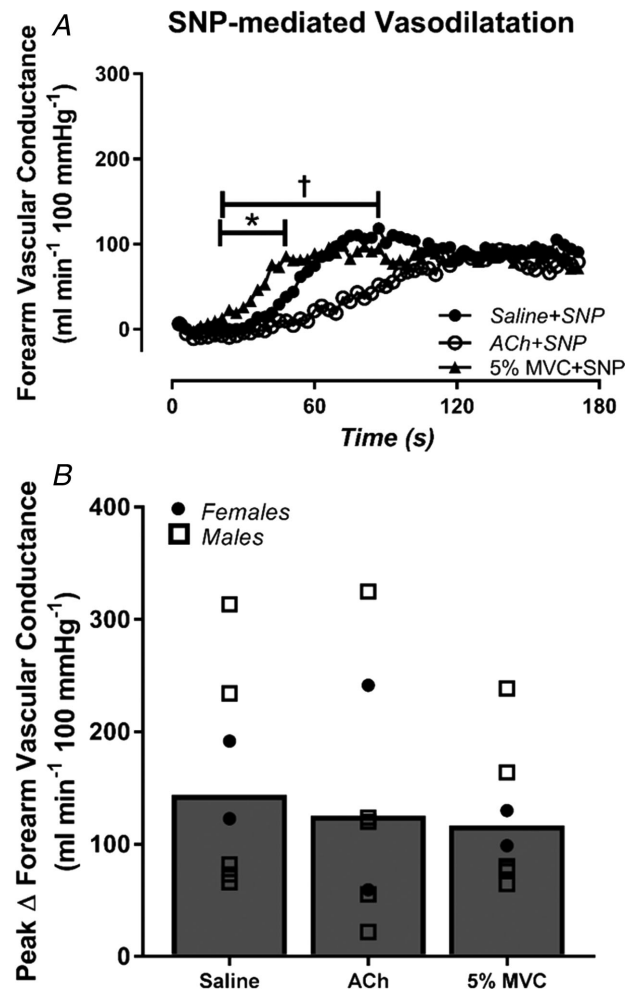 A
SNP-mediated Vasodilatation
Forearm Vascular Conductance
(ml min⁻¹ 100 mmHg⁻¹)
300
200
100
0
†
*
Saline+SNP
ACh+SNP
5% MVC+SNP
0 60 120 180
Time (s)
B
Peak Δ Forearm Vascular Conductance
(ml min⁻¹ 100 mmHg⁻¹)
400
300
200
100
0
Females
Males
Saline ACh 5% MVC